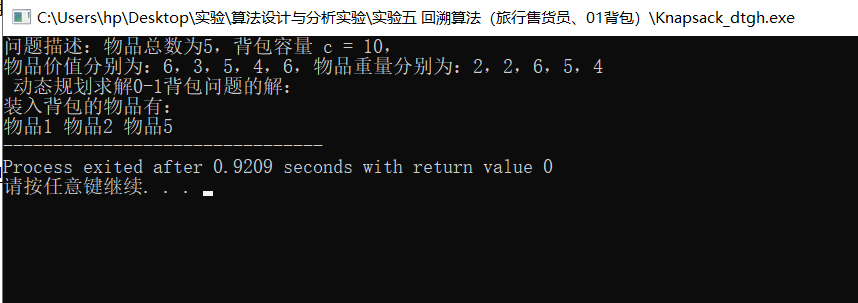 C:\Users\hp\Desktop\实验\算法设计与分析实验\实验五 回溯算法（旅行售货员、01背包）\Knapsack_dtgh.exe
问题描述：物品总数为5，背包容量 c = 10，
物品价值分别为：6，3，5，4，6，物品重量分别为：2，2，6，5，4
动态规划求解0-1背包问题的解：
装入背包的物品有：
物品1 物品2 物品5
--------------------------------
Process exited after 0.9209 seconds with return value 0
请按任意键继续. . .